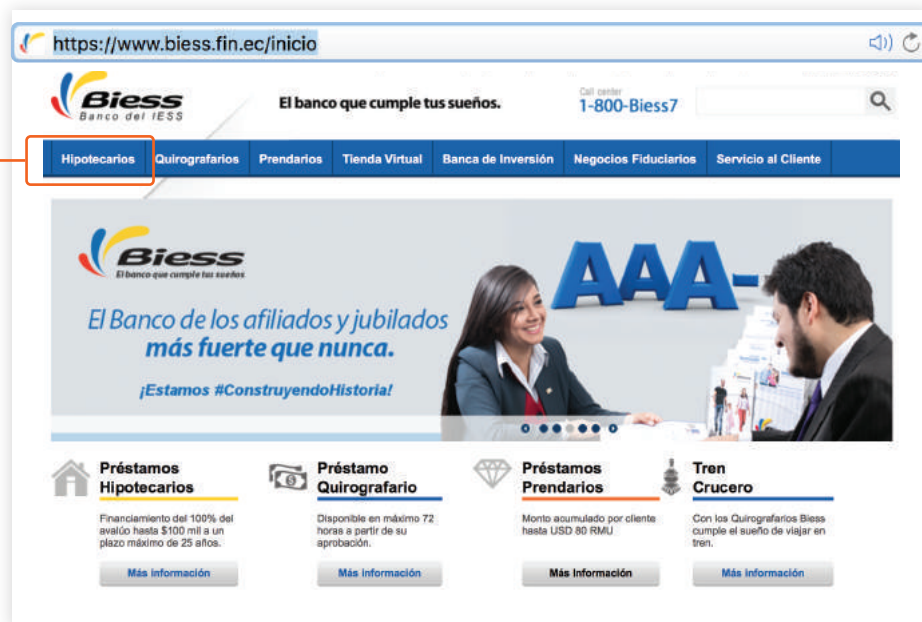 https://www.biess.fin.ec/inicio
Biess
Banco del IESS
El banco que cumple tus sueños.
Call center
1-800-Biess7
Hipotecarios Quirografarios Prendarios Tienda Virtual Banca de Inversión Negocios Fiduciarios Servicio al Cliente
Biess
El banco que cumple tus sueños
AAA-
El Banco de los afiliados y jubilados
más fuerte que nunca.
¡Estamos #ConstruyendoHistoria!
Préstamos
Hipotecarios
Financiamiento del 100% del
avalúo hasta $100 mil a un
plazo máximo de 25 años.
Más información
Préstamo
Quirografario
Disponible en máximo 72
horas a partir de su
aprobación.
Más información
Préstamos
Prendarios
Monto acumulado por cliente
hasta USD 80 RMU
Más Información
Tren
Crucero
Con los Quirografarios Biess
cumple el sueño de viajar en
tren.
Más información